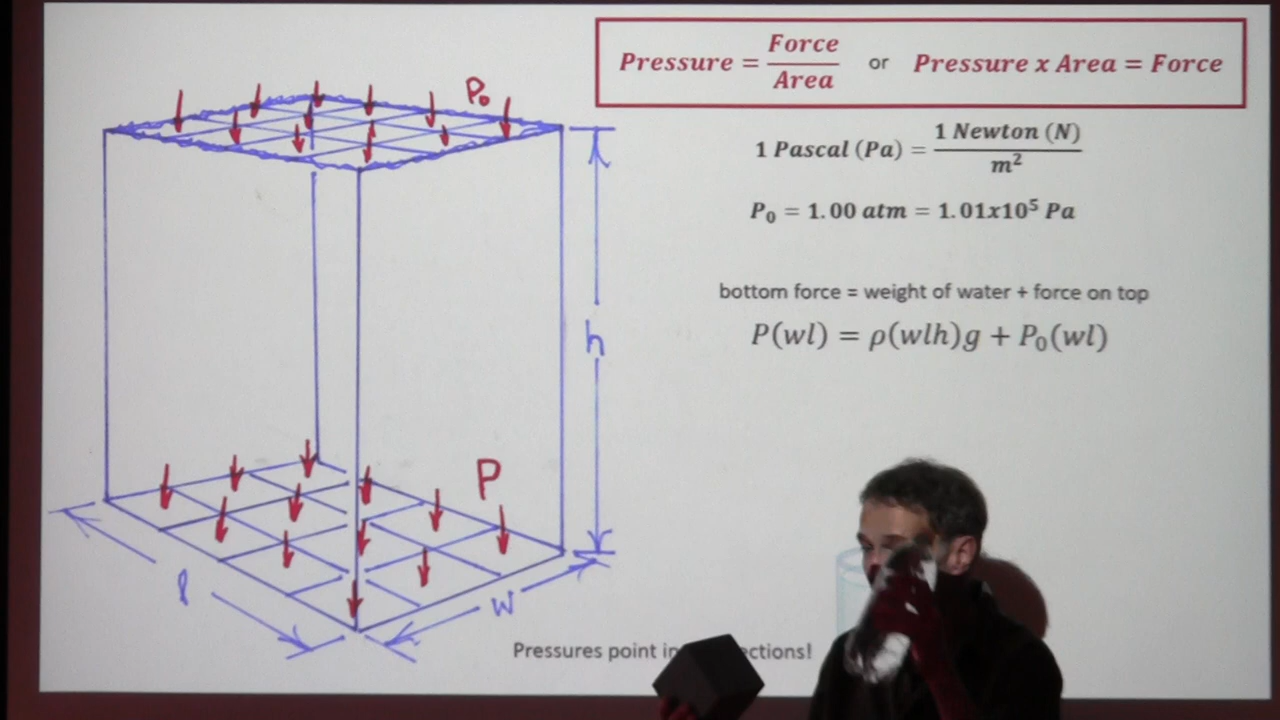 Pressure = Force / Area or Pressure x Area = Force
1 Pascal (Pa) = 1 Newton (N) / m²
P₀ = 1.00 atm = 1.01x10⁵ Pa
bottom force = weight of water + force on top
P(wl) = ρ(wlh)g + P₀(wl)
P₀
h
P
l
w
Pressures point in